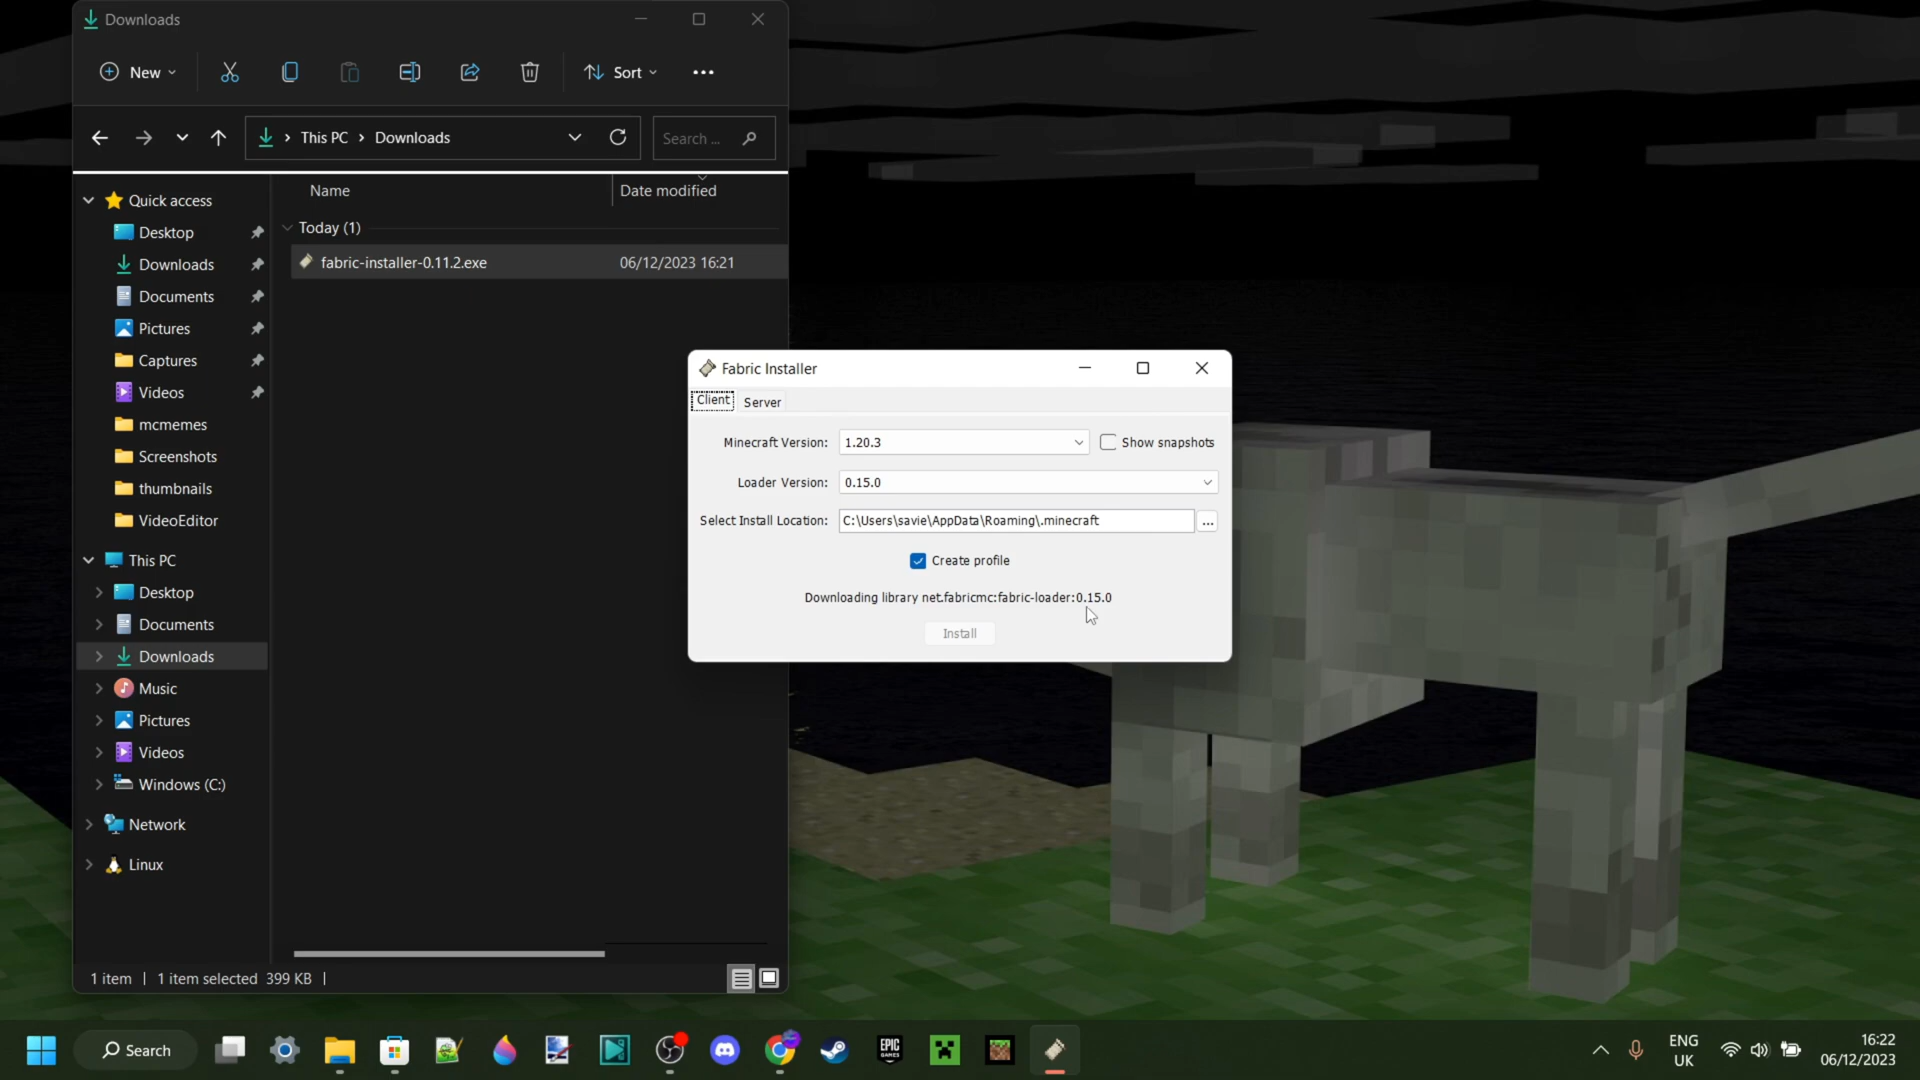 Downloads
New
Sort
This PC
Downloads
Search ...
Name
Date modified
Quick access
Today (1)
Desktop
fabric-installer-0.11.2.exe
06/12/2023 16:21
Downloads
Documents
Pictures
Captures
Videos
mcmemes
Screenshots
thumbnails
VideoEditor
This PC
Desktop
Documents
Downloads
Music
Pictures
Videos
Windows (C:)
Network
Linux
1 item
1 item selected 399 KB
Fabric Installer
Client
Server
Minecraft Version:
1.20.3
Show snapshots
Loader Version:
0.15.0
Select Install Location:
C:\Users\savie\AppData\Roaming\.minecraft
...
Create profile
Downloading library net.fabricmc:fabric-loader:0.15.0
Install
Search
EPIC
GAMES
ENG
UK
16:22
06/12/2023